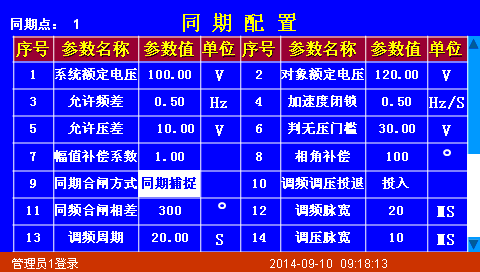 同期点： 1 同 期 配 置
序号 参数名称 参数值 单位 序号 参数名称 参数值 单位
1 系统额定电压 100.00 V 2 对象额定电压 120.00 V
3 允许频差 0.50 Hz 4 加速度闭锁 0.50 Hz/S
5 允许压差 10.00 V 6 判无压门槛 30.00 V
7 幅值补偿系数 1.00 8 相角补偿 100 °
9 同期合闸方式 同期捕捉 10 调频调压投退 投入
11 同频合闸相差 300 ° 12 调频脉宽 20 MS
13 调频周期 20.00 S 14 调压脉宽 10 MS
管理员1登录 2014-09-10 09:18:13